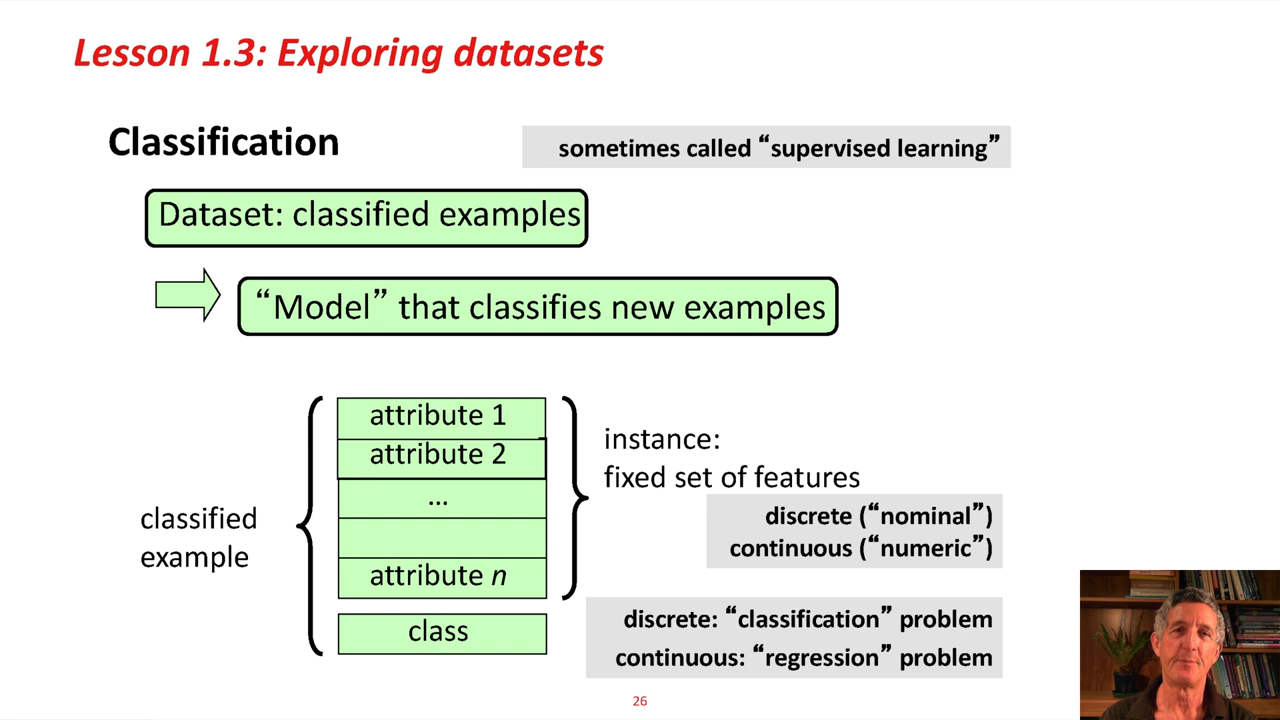 Lesson 1.3: Exploring datasets
Classification
sometimes called “supervised learning”
Dataset: classified examples
“Model” that classifies new examples
attribute 1
attribute 2
...
attribute n
class
classified
example
instance:
fixed set of features
discrete (“nominal”)
continuous (“numeric”)
discrete: “classification” problem
continuous: “regression” problem
26